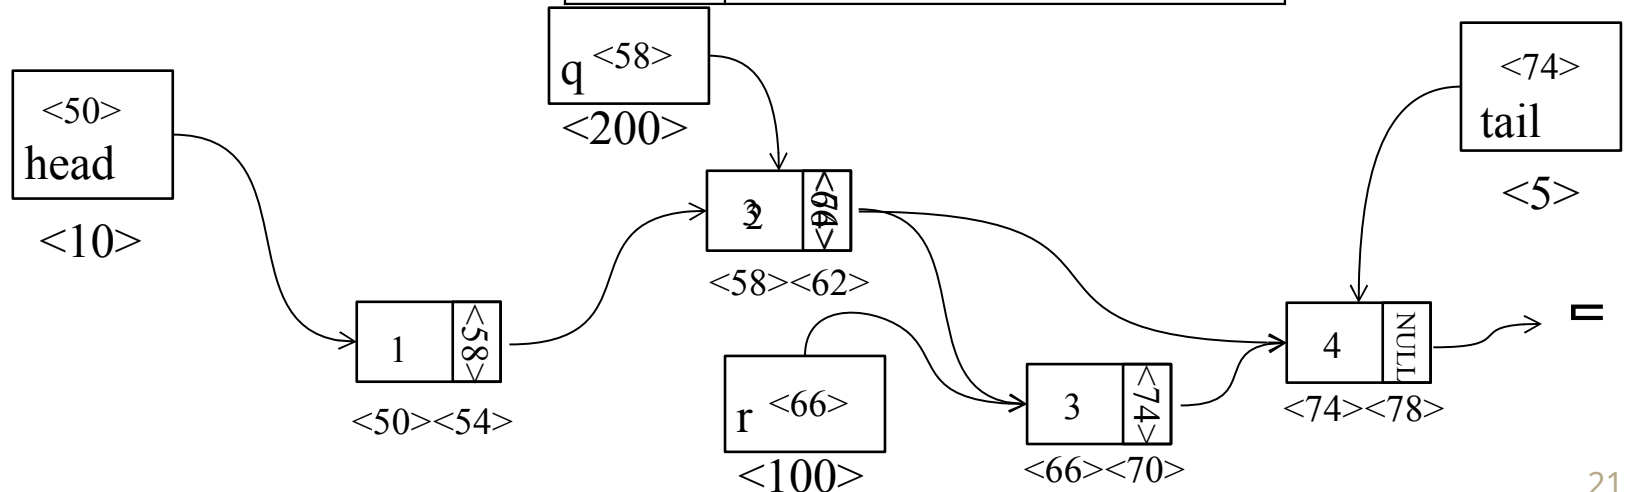 q <58>
<200>
<50>
head
<10>
<74>
tail
<5>
<58><62>
1 <58>
<50><54>
r <66>
<100>
3 <74>
<66><70>
4 NULL
<74><78>
21